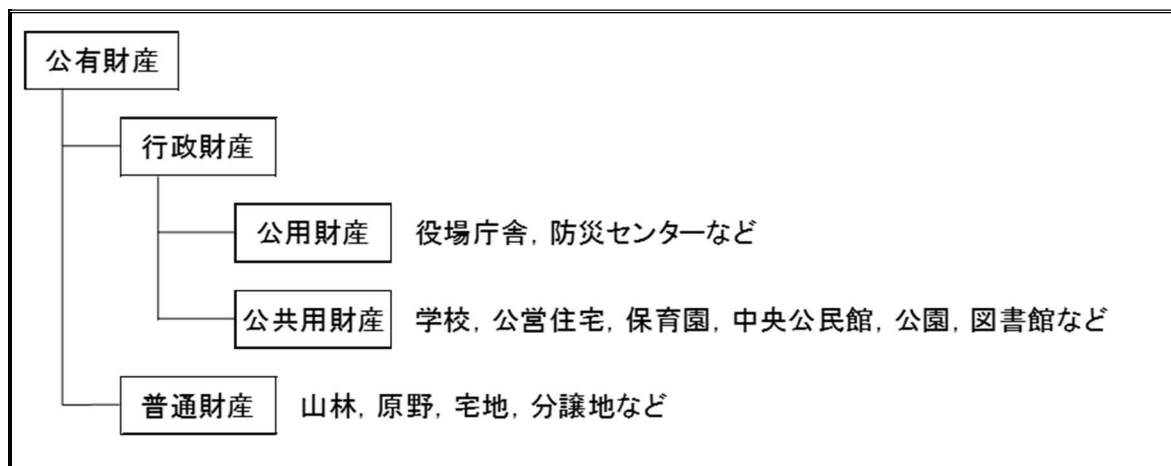 公有財産
行政財産
公用財産 役場庁舎，防災センターなど
公共用財産 学校，公営住宅，保育園，中央公民館，公園，図書館など
普通財産 山林，原野，宅地，分譲地など